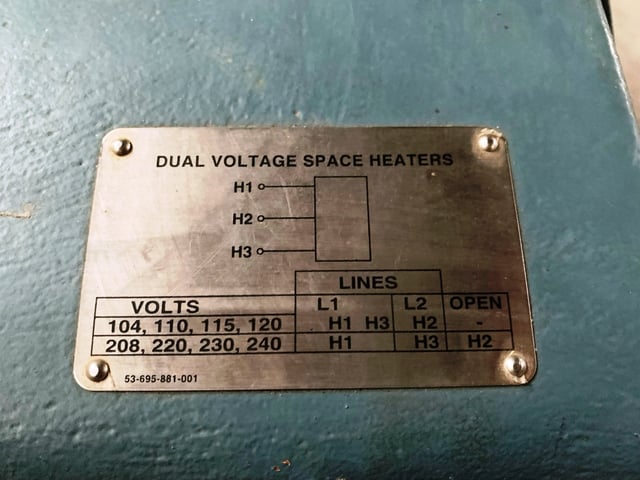 DUAL VOLTAGE SPACE HEATERS
H1
H2
H3
LINES
VOLTS L1 L2 OPEN
104, 110, 115, 120 H1 H3 H2 -
208, 220, 230, 240 H1 H3 H2
53-695-881-001